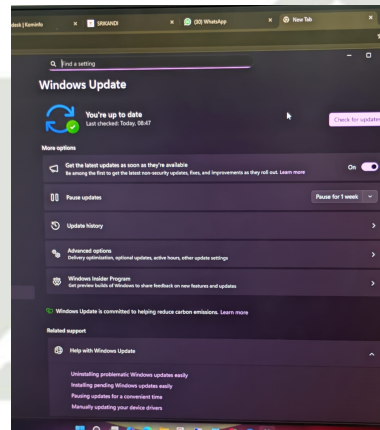 desk | Kominfo
SRIKANDI
(30) WhatsApp
New Tab
Find a setting
Windows Update
You're up to date
Last checked: Today, 08:47
Check for updates
More options
Get the latest updates as soon as they're available
Be among the first to get the latest non-security updates, fixes, and improvements as they roll out. Learn more
On
Pause updates
Pause for 1 week
Update history
Advanced options
Delivery optimization, optional updates, active hours, other update settings
Windows Insider Program
Get preview builds of Windows to share feedback on new features and updates
Windows Update is committed to helping reduce carbon emissions. Learn more
Related support
Help with Windows Update
Uninstalling problematic Windows updates easily
Installing pending Windows updates easily
Pausing updates for a convenient time
Manually updating your device drivers